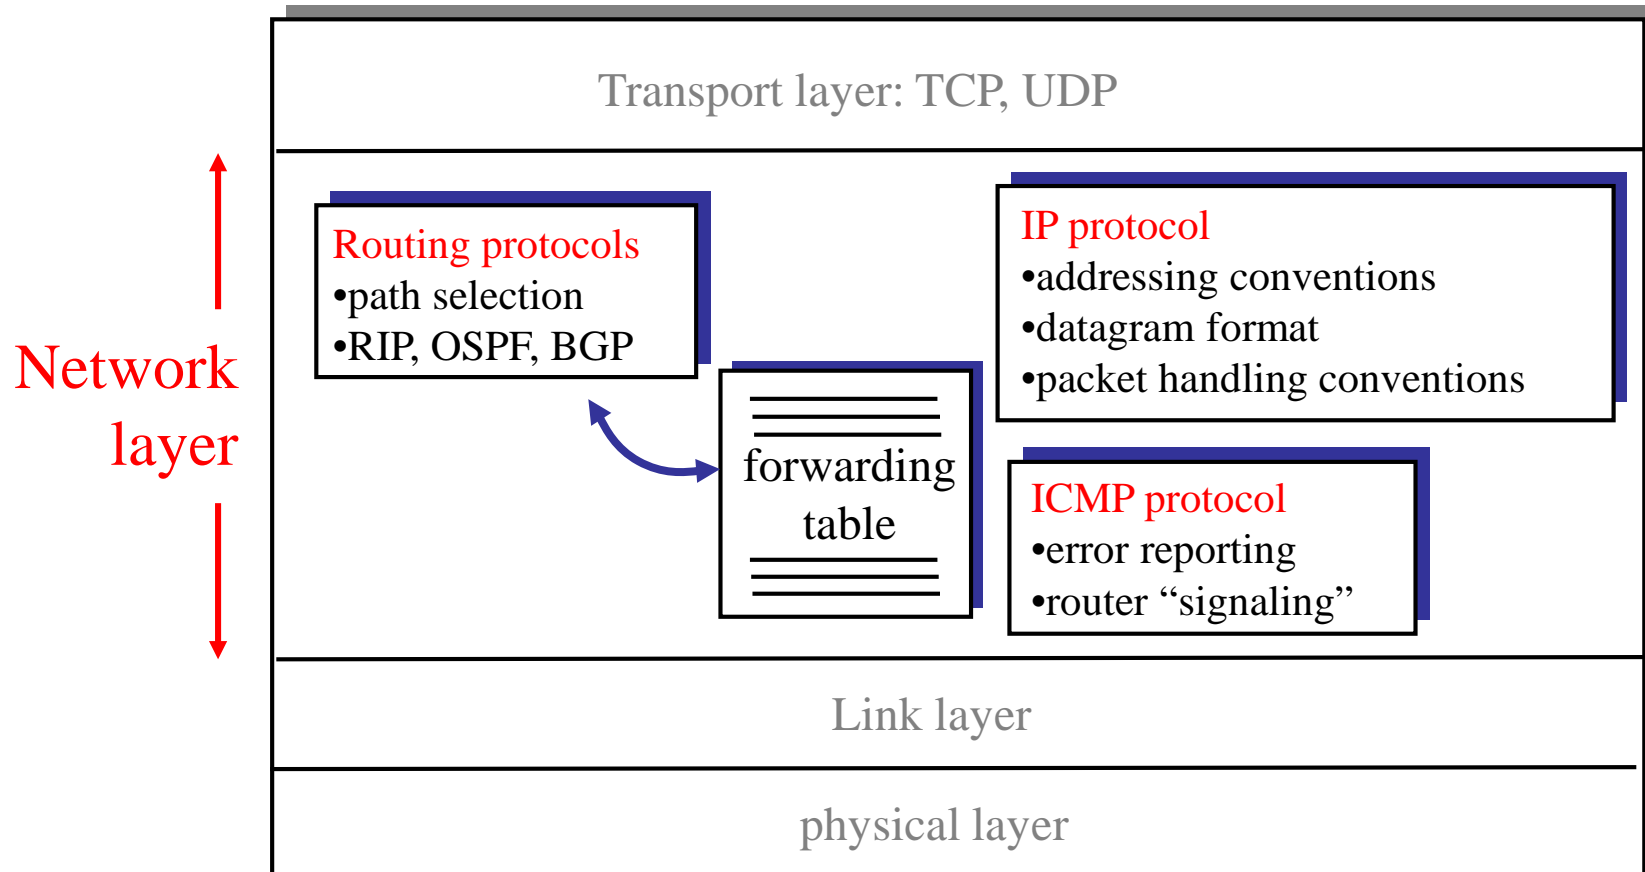 Transport layer: TCP, UDP
Network
layer
Routing protocols
•path selection
•RIP, OSPF, BGP
forwarding
table
IP protocol
•addressing conventions
•datagram format
•packet handling conventions
ICMP protocol
•error reporting
•router “signaling”
Link layer
physical layer